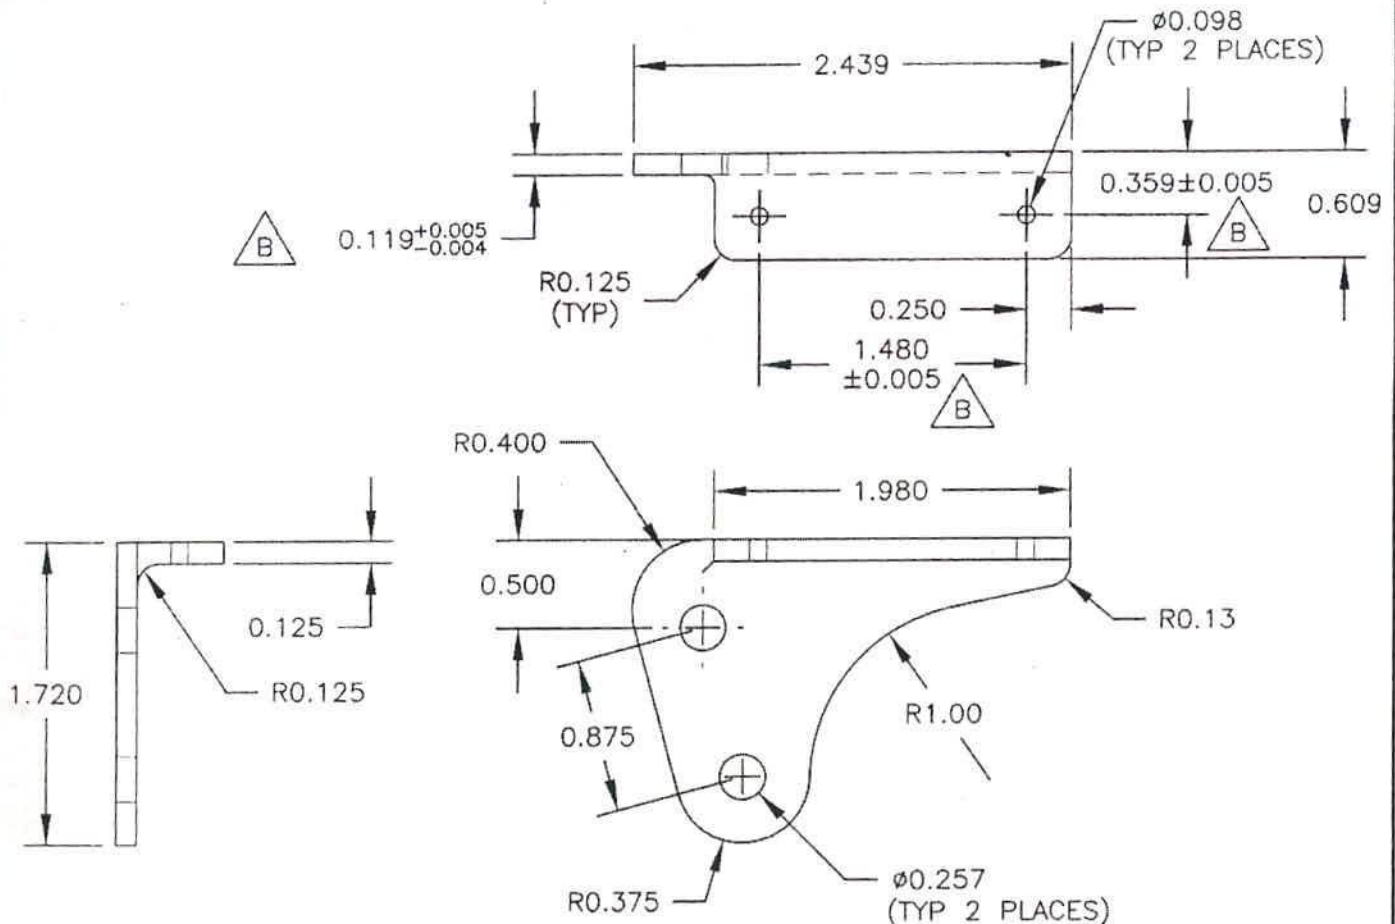 ø0.098
(TYP 2 PLACES)
2.439
0.359±0.005
0.609
B
0.119+0.005
-0.004
B
R0.125
(TYP)
0.250
1.480
±0.005
B
R0.400
1.980
0.500
0.125
R0.13
1.720
R0.125
R1.00
0.875
ø0.257
(TYP 2 PLACES)
R0.375